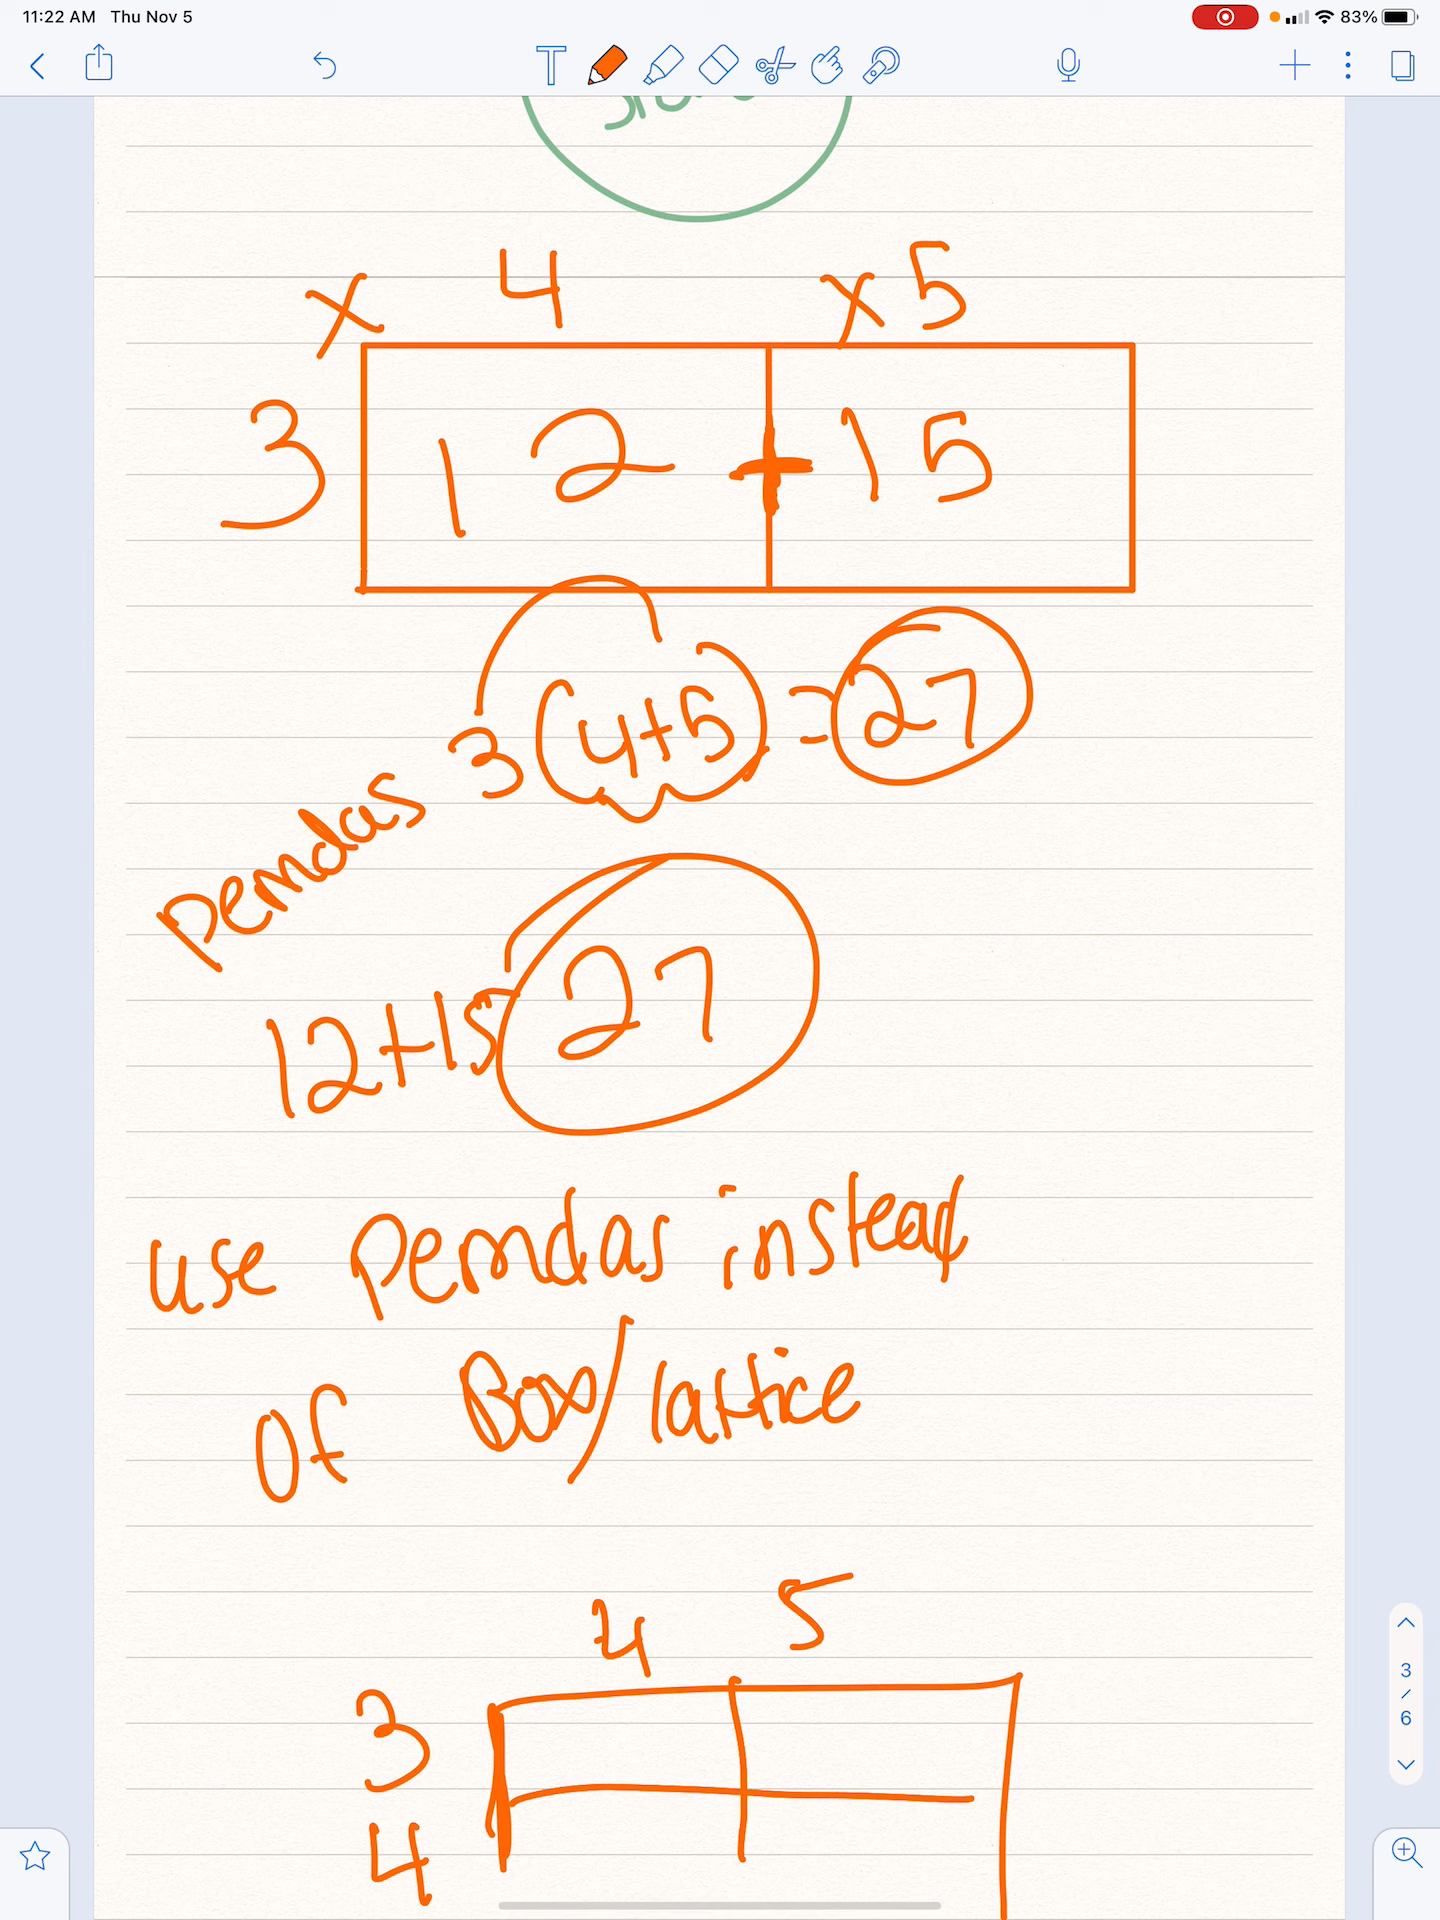 11:22 AM Thu Nov 5
83%
T
x 4 x 5
3 12 + 15
3 (4+5) = 27
pemdas
12+15 27
use pemdas instead
of Box/lattice
4 5
3
4
3
/
6